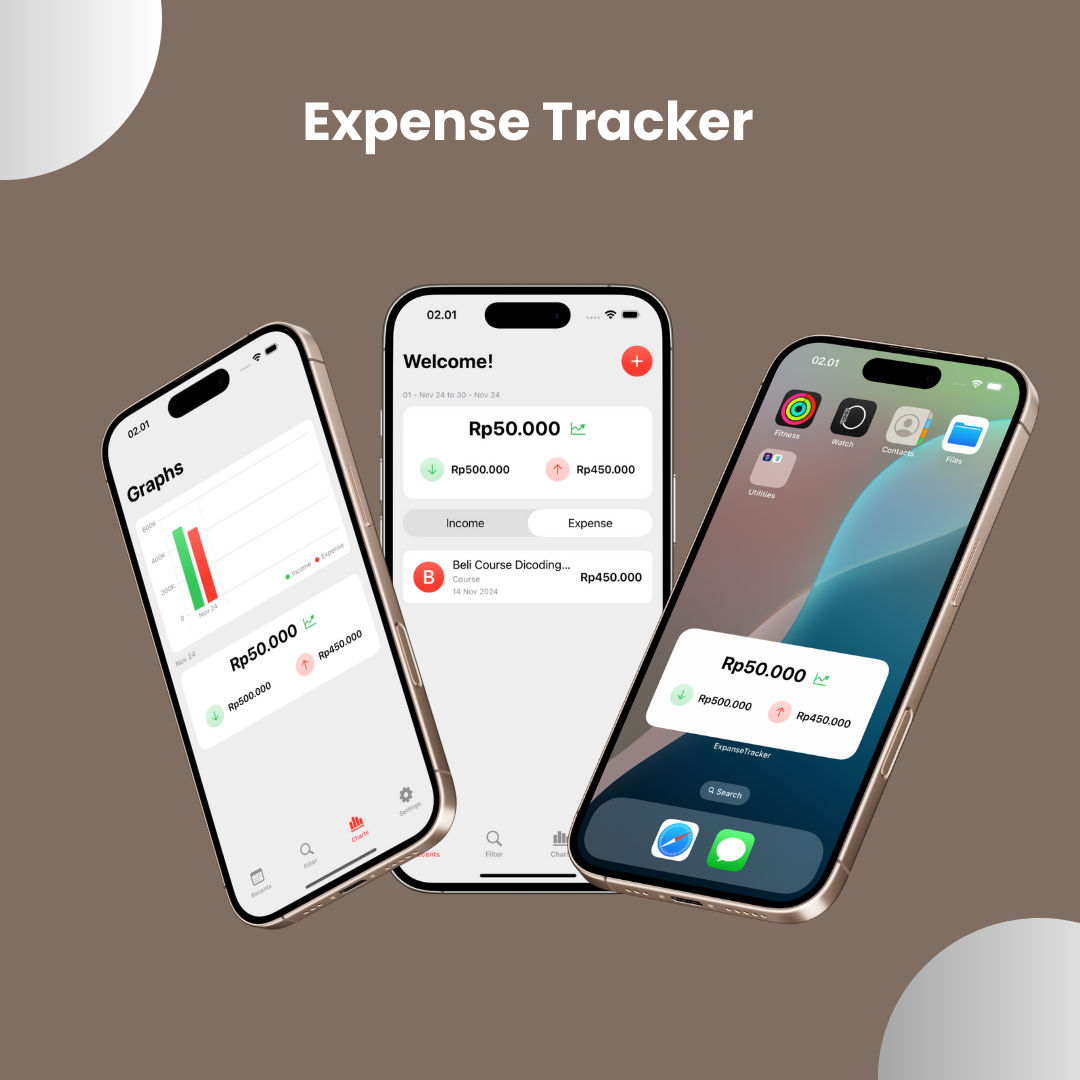 Expense Tracker
02.01
Graphs
600K
400K
200K
0
Nov 24
Income
Expense
Nov 24
Rp50.000
Rp500.000
Rp450.000
Recents
Filter
Charts
Settings
02.01
Welcome!
+
01 - Nov 24 to 30 - Nov 24
Rp50.000
Rp500.000
Rp450.000
Income
Expense
B
Beli Course Dicoding...
Course
14 Nov 2024
Rp450.000
ecents
Filter
Char
02.01
Fitness
Watch
Contacts
Files
Utilities
Rp50.000
Rp500.000
Rp450.000
ExpanseTracker
Search